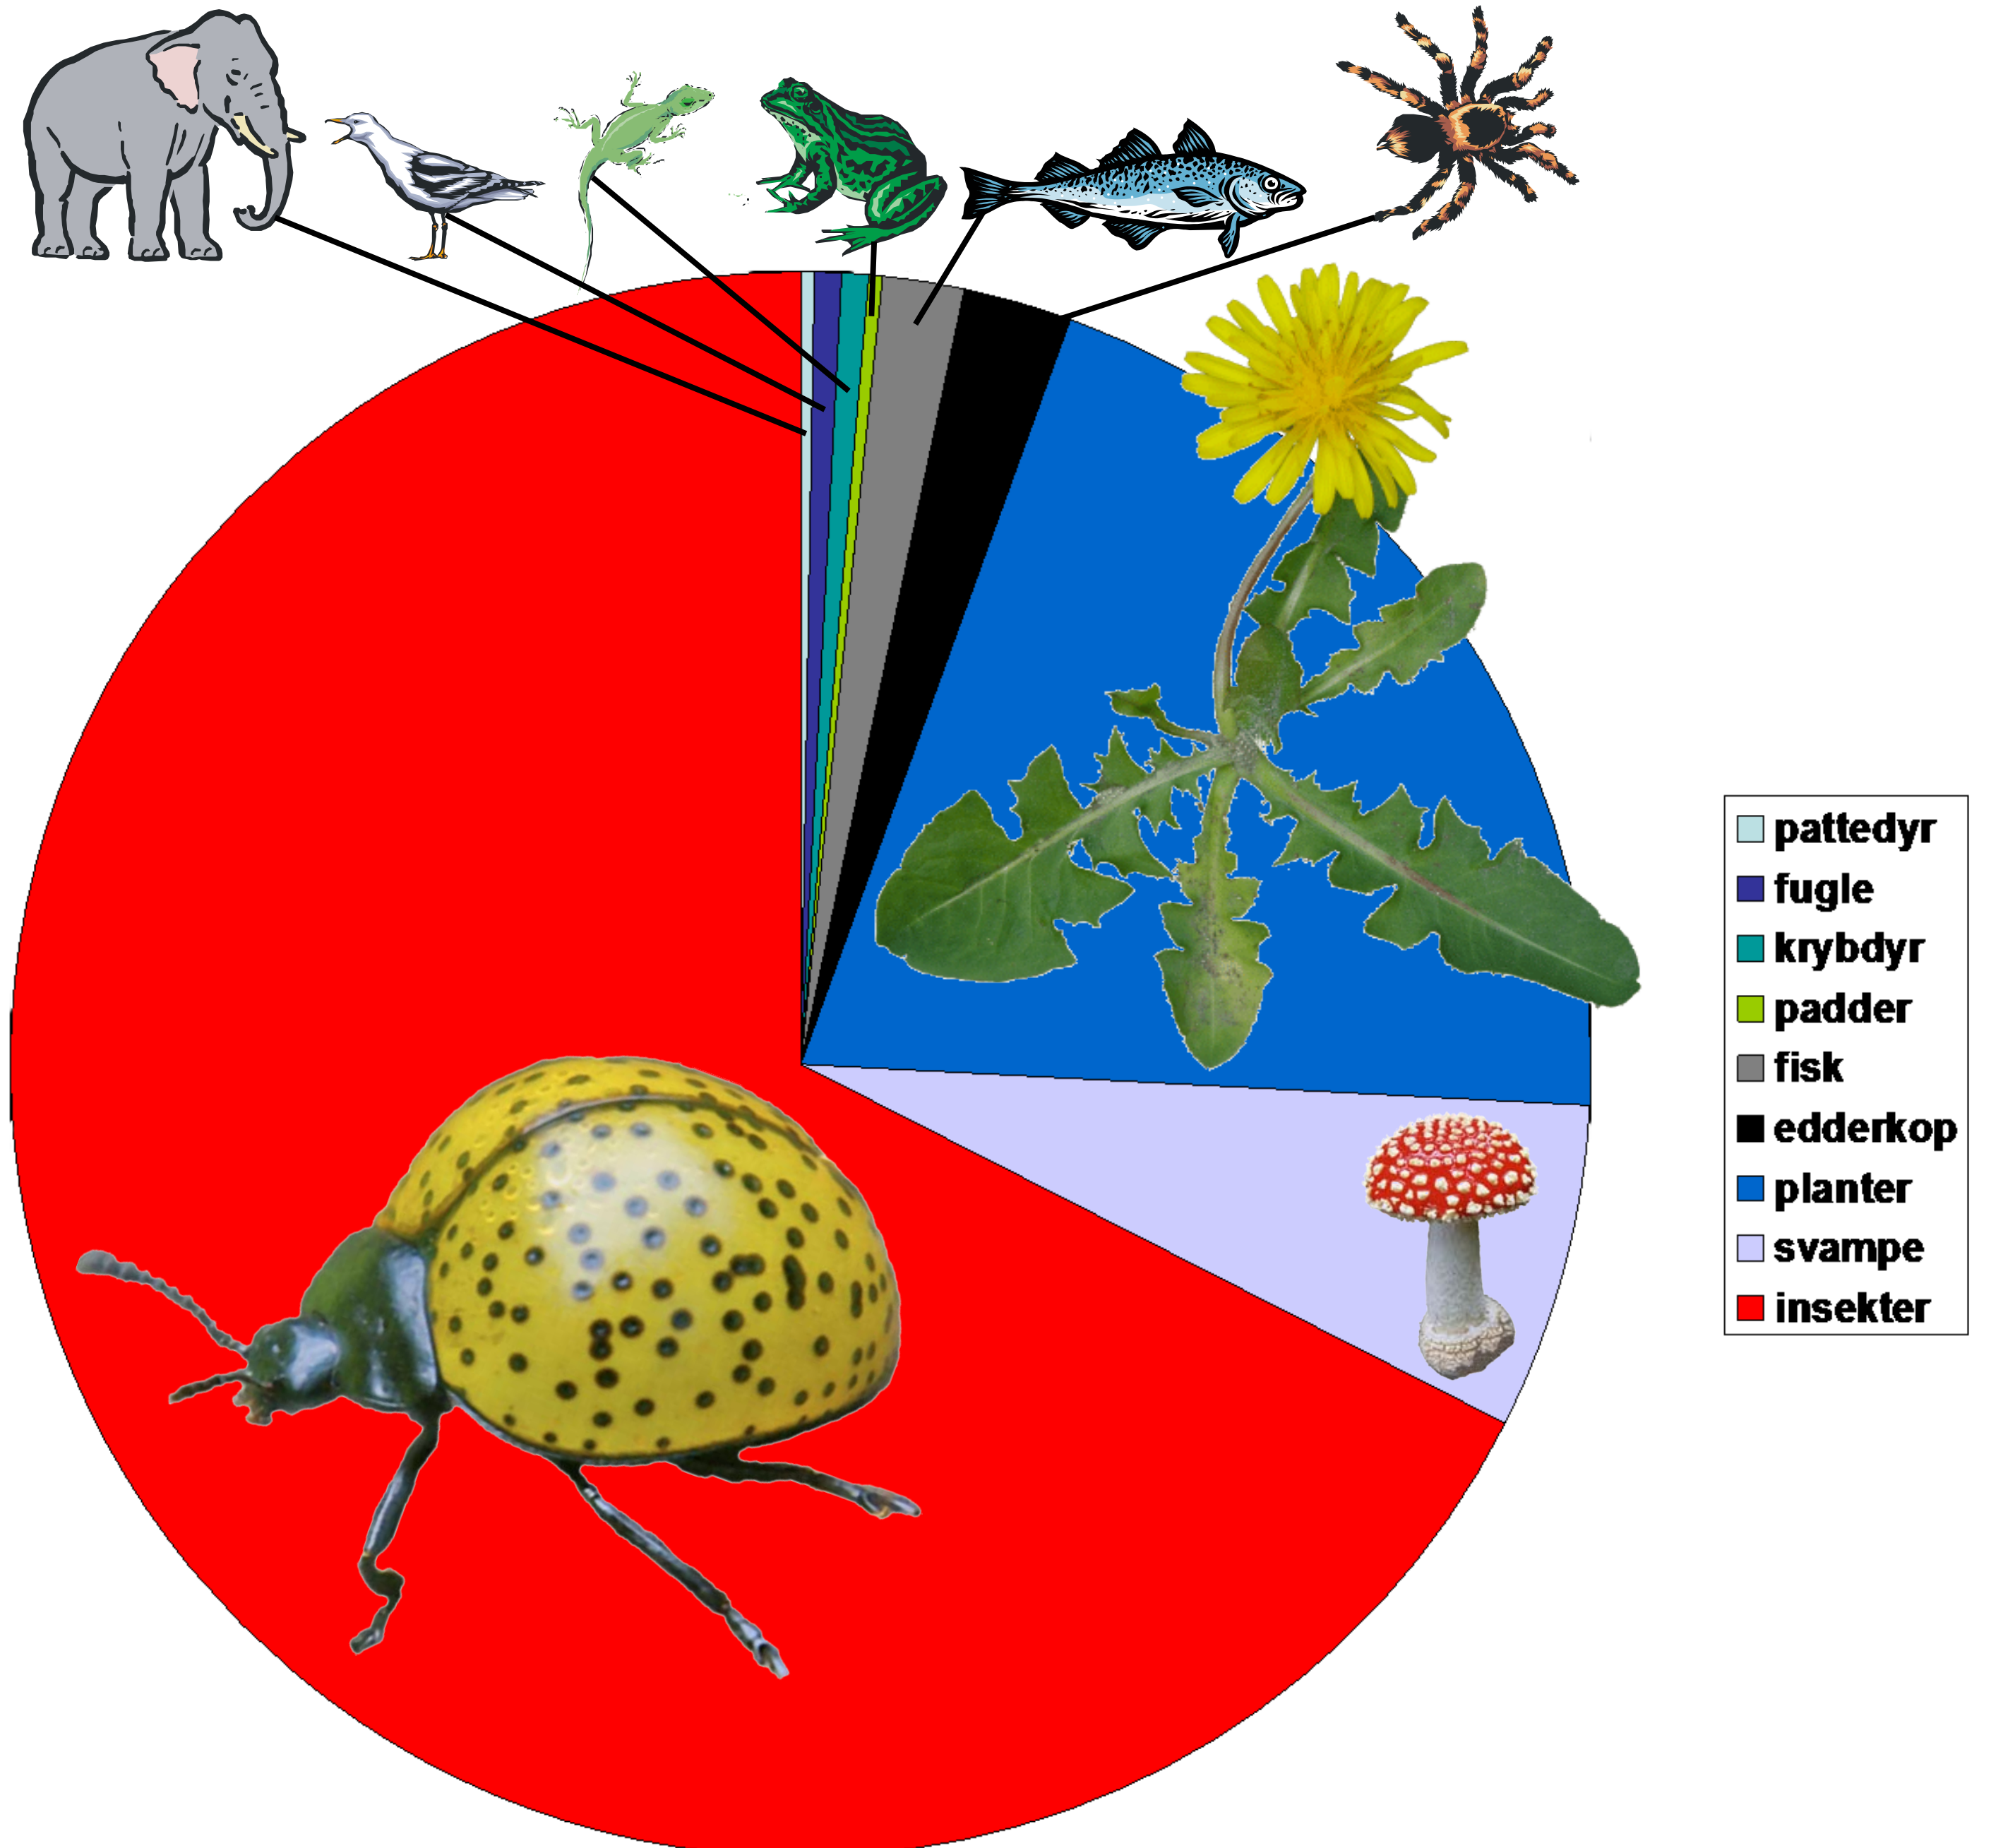 pattedyr
fugle
krybdyr
padder
fisk
edderkop
planter
svampe
insekter